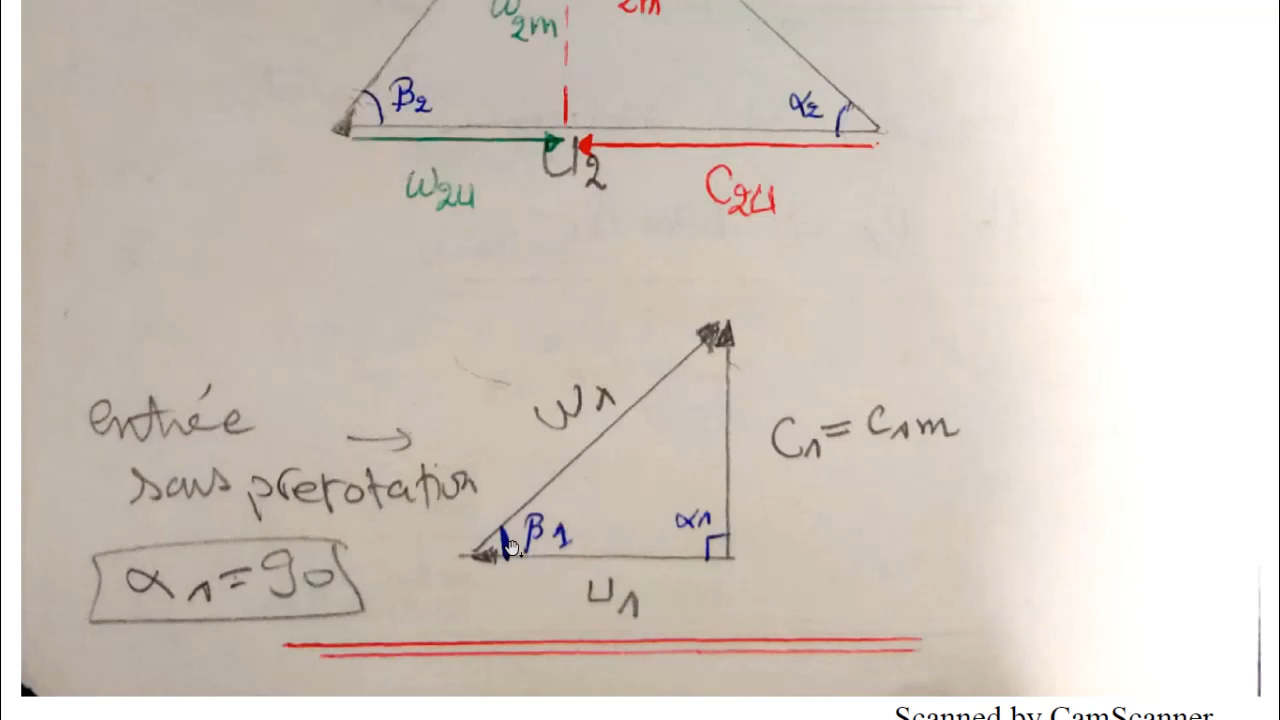 W2m
2m
β2
α2
U2
W2U
C2U
W1
entrée
→
C1 = C1m
sans prerotation
β1
α1
α1 = 90
U1
Scanned by CamScanner